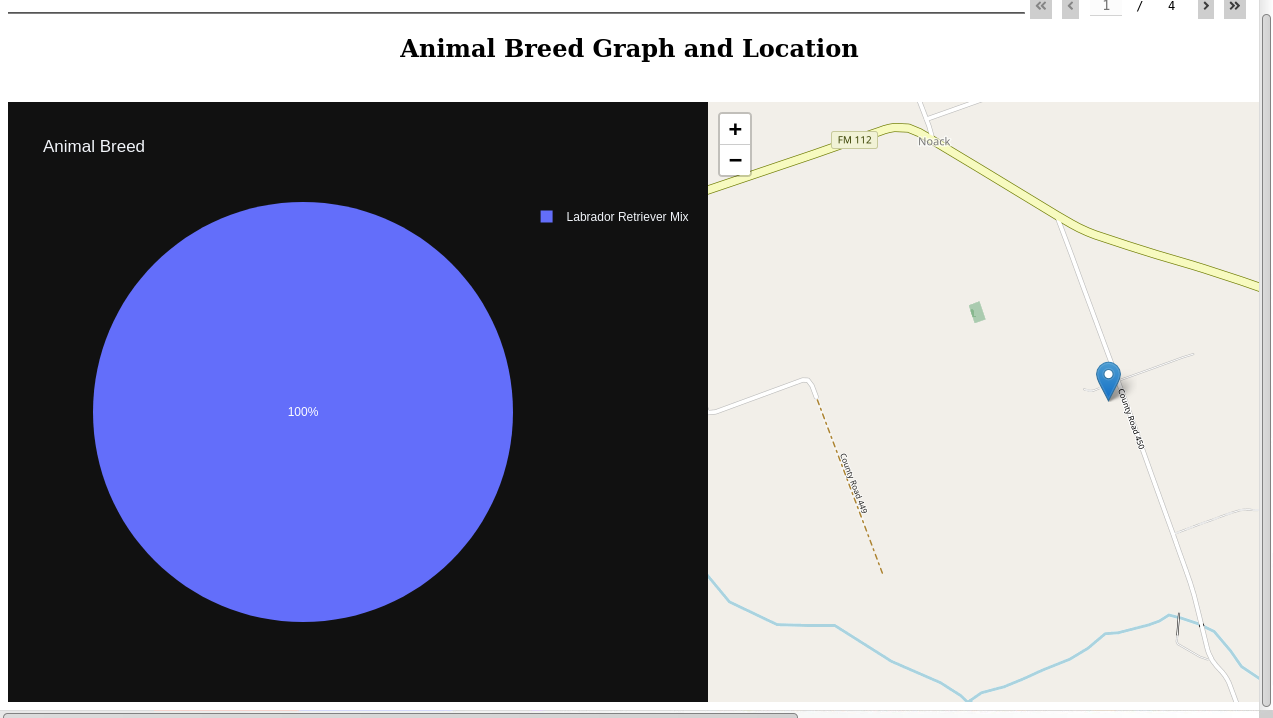 « ‹ 1 / 4 › »
Animal Breed Graph and Location
Animal Breed
Labrador Retriever Mix
100%
+
−
FM 112
Noack
County Road 450
County Road 449